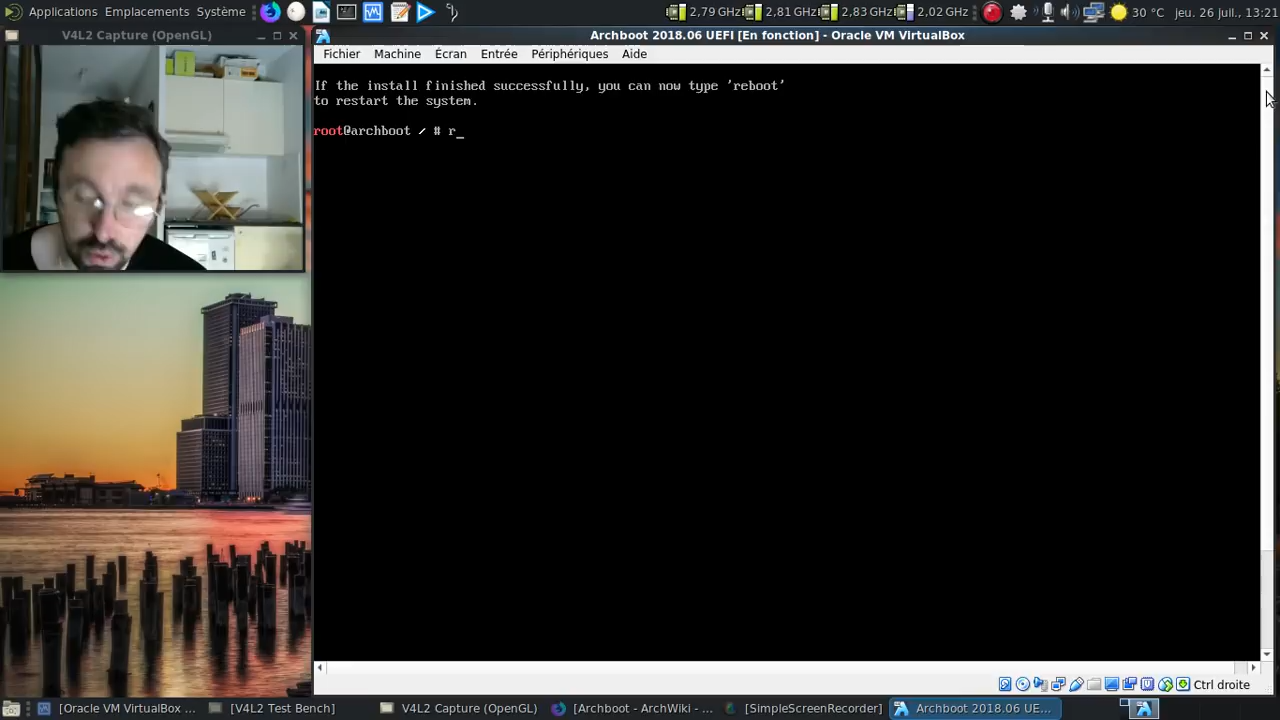 Applications Emplacements Système 2,79 GHz 2,81 GHz 2,83 GHz 2,02 GHz 30 °C jeu. 26 juil., 13:2
V4L2 Capture (OpenGL)
Archboot 2018.06 UEFI [En fonction] - Oracle VM VirtualBox
Fichier Machine Écran Entrée Périphériques Aide
If the install finished successfully, you can now type 'reboot'
to restart the system.
root@archboot / # r_
Ctrl droite
[Oracle VM VirtualBox ... [V4L2 Test Bench] V4L2 Capture (OpenGL) [Archboot - ArchWiki - ... [SimpleScreenRecorder] Archboot 2018.06 UE...